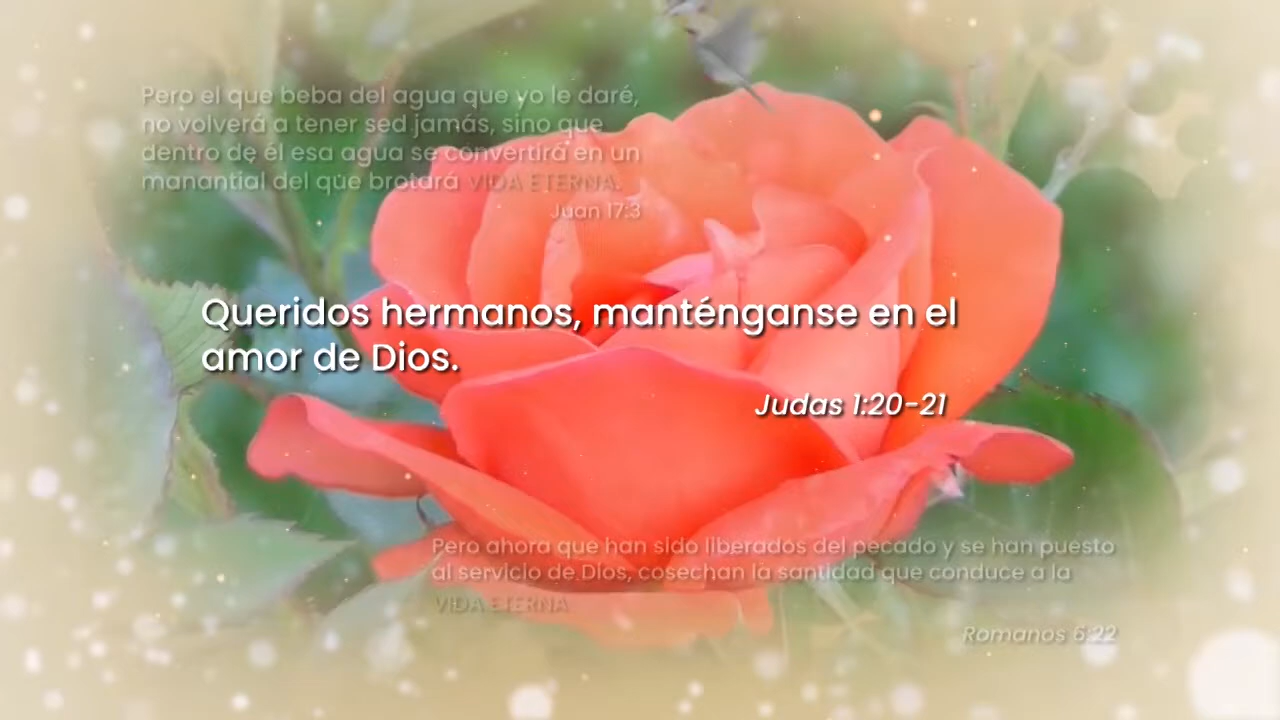 Pero el que beba del agua que yo le daré,
no volverá a tener sed jamás, sino que
dentro de él esa agua se convertirá en un
manantial del que brotará VIDA ETERNA.
Juan 17:3
Queridos hermanos, manténganse en el
amor de Dios.
Judas 1:20-21
Pero ahora que han sido liberados del pecado y se han puesto
al servicio de Dios, cosechan la santidad que conduce a la
VIDA ETERNA
Romanos 6:22